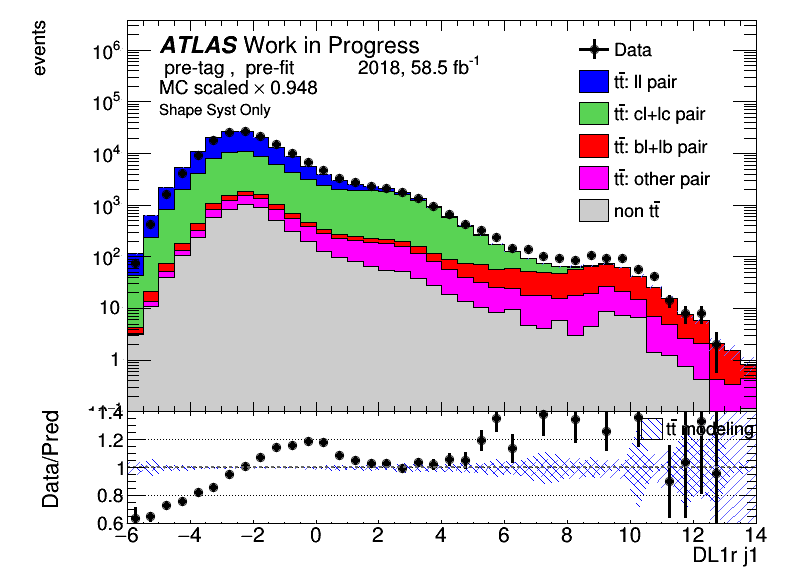 events
ATLAS Work in Progress
pre-tag , pre-fit 2018, 58.5 fb⁻¹
MC scaled × 0.948
Shape Syst Only
Data
tt̄: ll pair
tt̄: cl+lc pair
tt̄: bl+lb pair
tt̄: other pair
non tt̄
10⁶
10⁵
10⁴
10³
10²
10
1
Data/Pred
tt̄ modeling
1.4
1.2
1
0.8
0.6
−6 −4 −2 0 2 4 6 8 10 12 14
DL1r j1